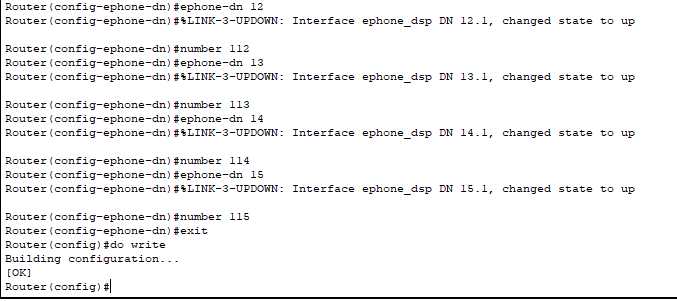 Router(config-ephone-dn)#ephone-dn 12
Router(config-ephone-dn)#%LINK-3-UPDOWN: Interface ephone_dsp DN 12.1, changed state to up
Router(config-ephone-dn)#number 112
Router(config-ephone-dn)#ephone-dn 13
Router(config-ephone-dn)#%LINK-3-UPDOWN: Interface ephone_dsp DN 13.1, changed state to up
Router(config-ephone-dn)#number 113
Router(config-ephone-dn)#ephone-dn 14
Router(config-ephone-dn)#%LINK-3-UPDOWN: Interface ephone_dsp DN 14.1, changed state to up
Router(config-ephone-dn)#number 114
Router(config-ephone-dn)#ephone-dn 15
Router(config-ephone-dn)#%LINK-3-UPDOWN: Interface ephone_dsp DN 15.1, changed state to up
Router(config-ephone-dn)#number 115
Router(config-ephone-dn)#exit
Router(config)#do write
Building configuration...
[OK]
Router(config)#